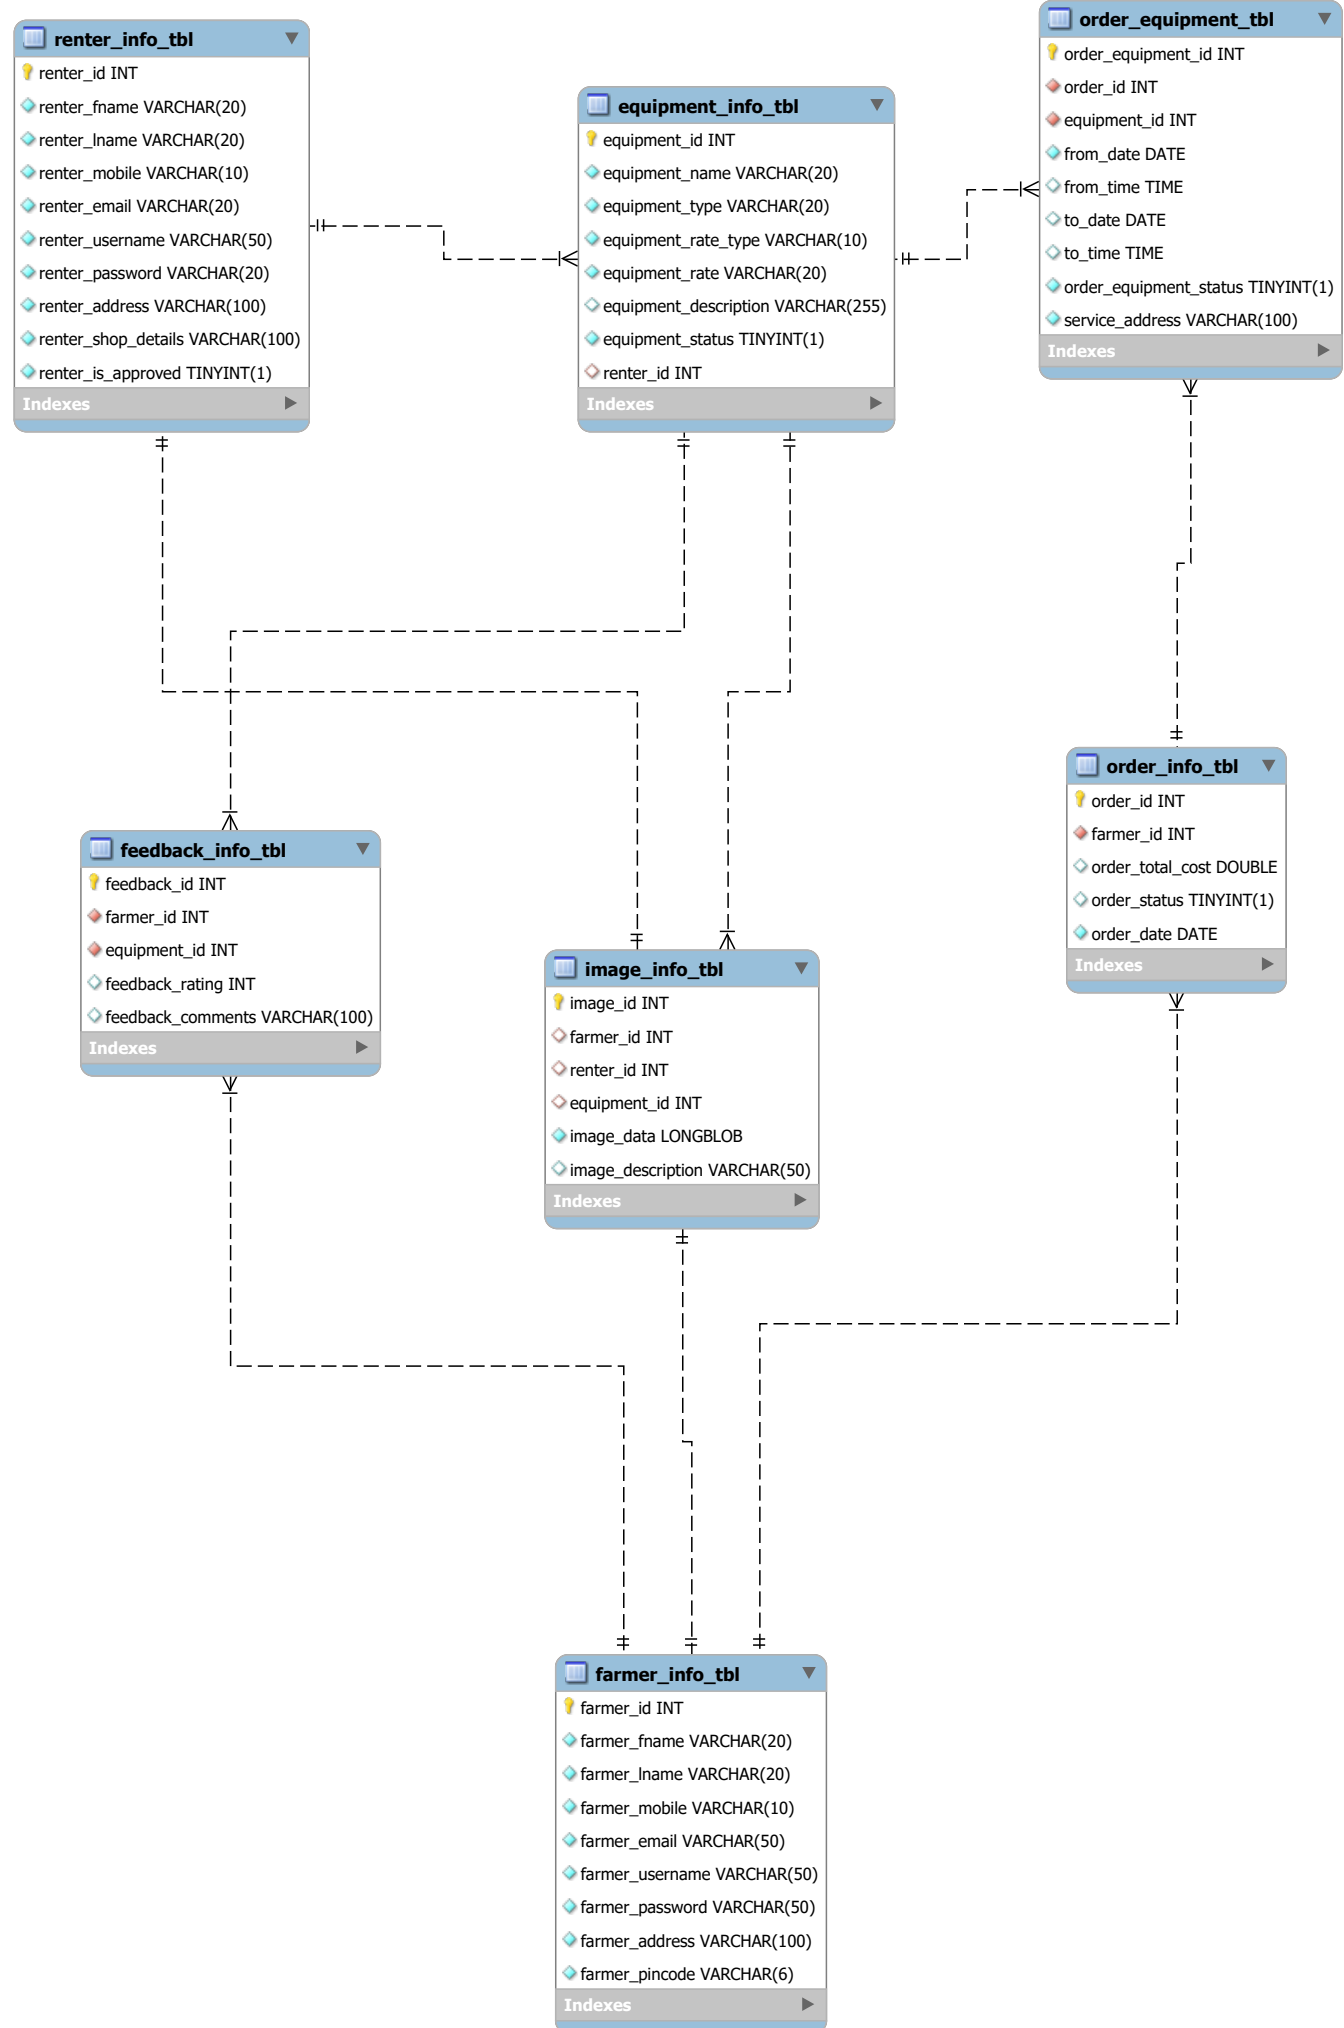 renter_info_tbl
renter_id INT
renter_fname VARCHAR(20)
renter_lname VARCHAR(20)
renter_mobile VARCHAR(10)
renter_email VARCHAR(20)
renter_username VARCHAR(50)
renter_password VARCHAR(20)
renter_address VARCHAR(100)
renter_shop_details VARCHAR(100)
renter_is_approved TINYINT(1)
Indexes
equipment_info_tbl
equipment_id INT
equipment_name VARCHAR(20)
equipment_type VARCHAR(20)
equipment_rate_type VARCHAR(10)
equipment_rate VARCHAR(20)
equipment_description VARCHAR(255)
equipment_status TINYINT(1)
renter_id INT
Indexes
order_equipment_tbl
order_equipment_id INT
order_id INT
equipment_id INT
from_date DATE
from_time TIME
to_date DATE
to_time TIME
order_equipment_status TINYINT(1)
service_address VARCHAR(100)
Indexes
feedback_info_tbl
feedback_id INT
farmer_id INT
equipment_id INT
feedback_rating INT
feedback_comments VARCHAR(100)
Indexes
image_info_tbl
image_id INT
farmer_id INT
renter_id INT
equipment_id INT
image_data LONGBLOB
image_description VARCHAR(50)
Indexes
order_info_tbl
order_id INT
farmer_id INT
order_total_cost DOUBLE
order_status TINYINT(1)
order_date DATE
Indexes
farmer_info_tbl
farmer_id INT
farmer_fname VARCHAR(20)
farmer_lname VARCHAR(20)
farmer_mobile VARCHAR(10)
farmer_email VARCHAR(50)
farmer_username VARCHAR(50)
farmer_password VARCHAR(50)
farmer_address VARCHAR(100)
farmer_pincode VARCHAR(6)
Indexes